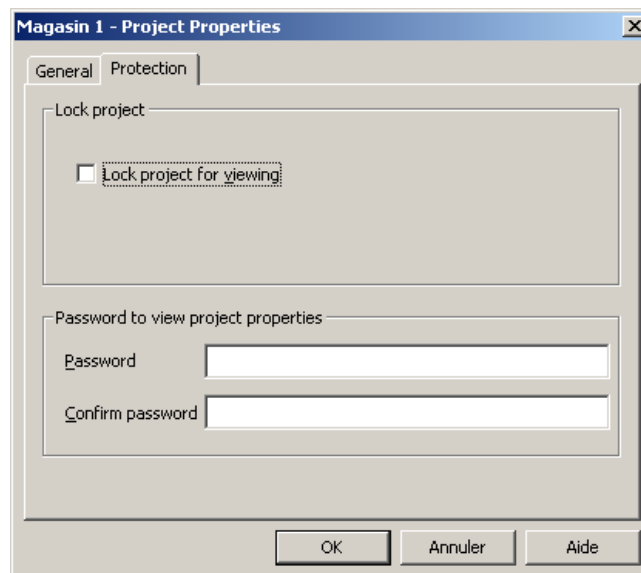 Magasin 1 - Project Properties
General Protection
Lock project
Lock project for viewing
Password to view project properties
Password
Confirm password
OK Annuler Aide